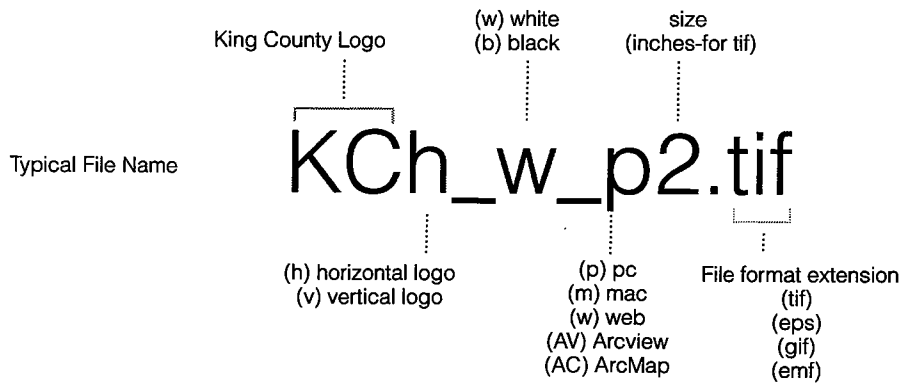 King County Logo
(w) white
(b) black
size
(inches-for tif)
Typical File Name
KCh_w_p2.tif
(h) horizontal logo
(v) vertical logo
(p) pc
(m) mac
(w) web
(AV) Arcview
(AC) ArcMap
File format extension
(tif)
(eps)
(gif)
(emf)